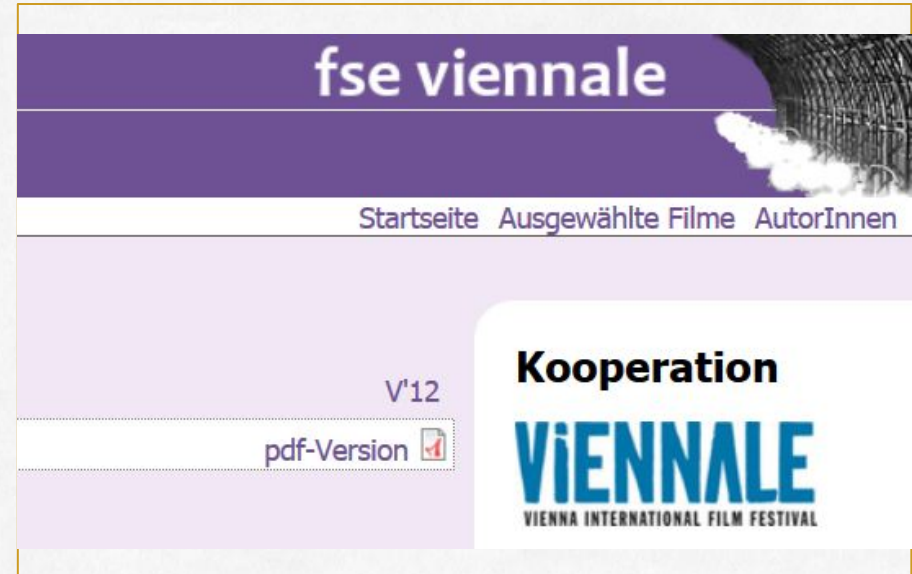 fse viennale
Startseite Ausgewählte Filme AutorInnen
V'12
pdf-Version
Kooperation
ViENNALE
VIENNA INTERNATIONAL FILM FESTIVAL